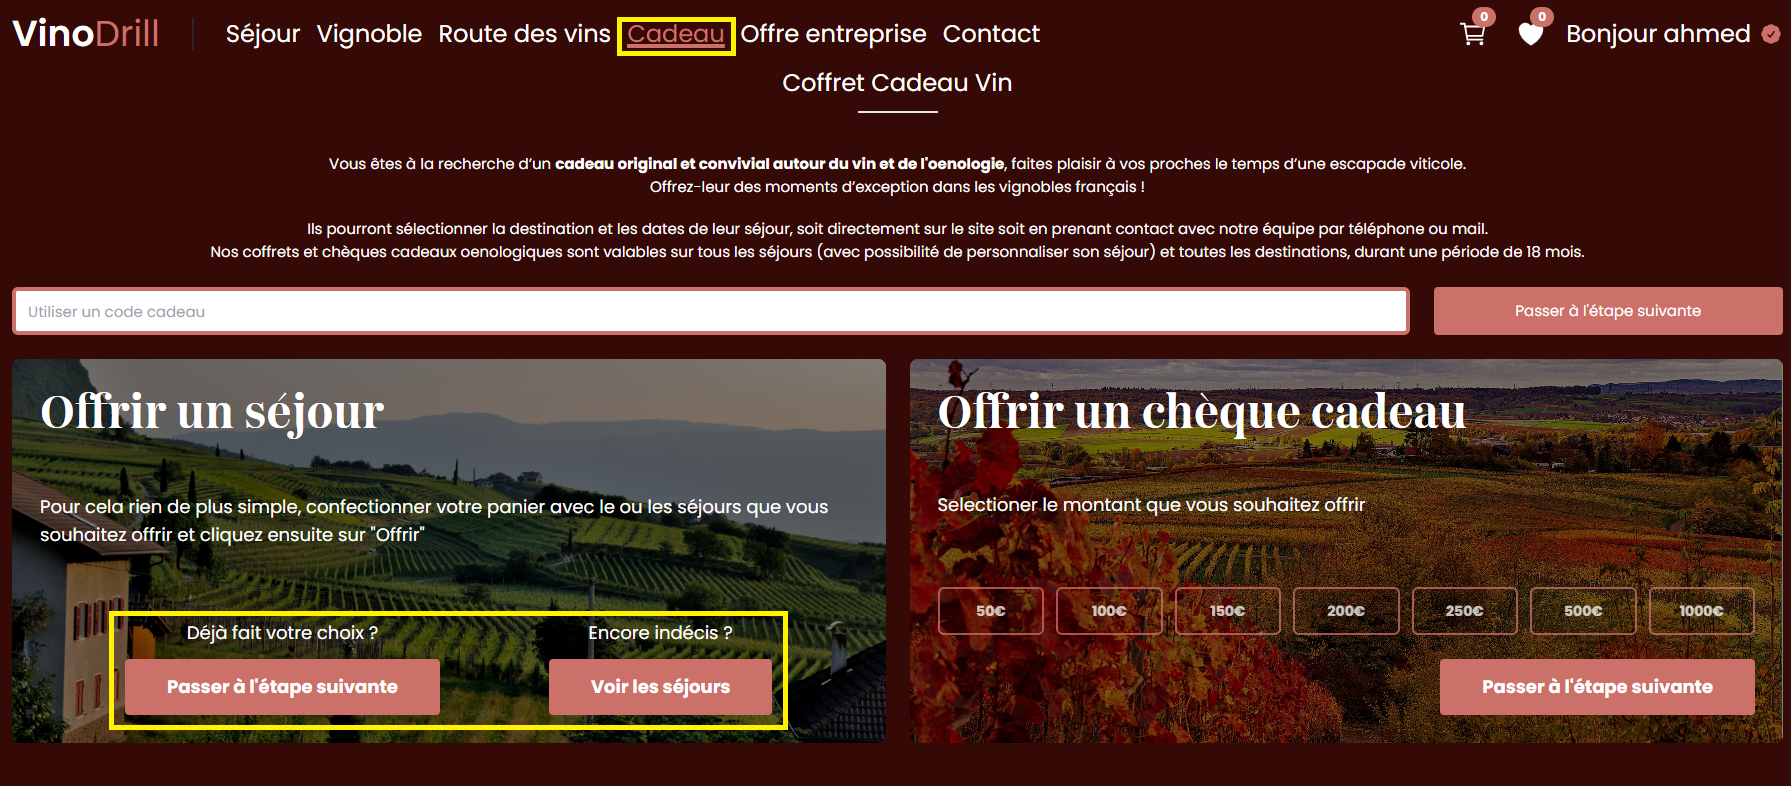 VinoDrill
Séjour Vignoble Route des vins Cadeau Offre entreprise Contact
0 0 Bonjour ahmed
Coffret Cadeau Vin
Vous êtes à la recherche d’un cadeau original et convivial autour du vin et de l'oenologie, faites plaisir à vos proches le temps d’une escapade viticole.
Offrez-leur des moments d’exception dans les vignobles français !
Ils pourront sélectionner la destination et les dates de leur séjour, soit directement sur le site soit en prenant contact avec notre équipe par téléphone ou mail.
Nos coffrets et chèques cadeaux oenologiques sont valables sur tous les séjours (avec possibilité de personnaliser son séjour) et toutes les destinations, durant une période de 18 mois.
Utiliser un code cadeau
Passer à l'étape suivante
Offrir un séjour
Pour cela rien de plus simple, confectionner votre panier avec le ou les séjours que vous
souhaitez offrir et cliquez ensuite sur "Offrir"
Déjà fait votre choix ?
Passer à l'étape suivante
Encore indécis ?
Voir les séjours
Offrir un chèque cadeau
Selectioner le montant que vous souhaitez offrir
50€ 100€ 150€ 200€ 250€ 500€ 1000€
Passer à l'étape suivante